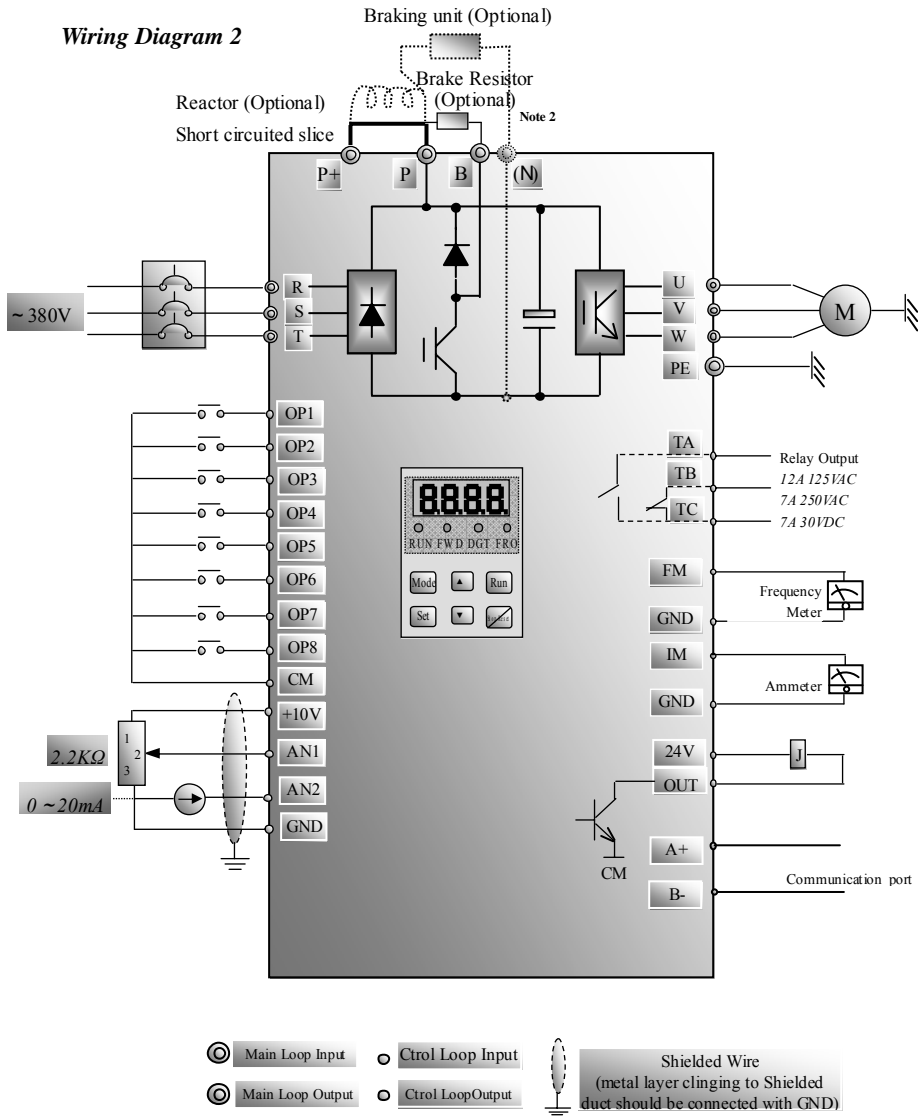 Wiring Diagram 2
Braking unit (Optional)
Brake Resistor
(Optional)
Reactor (Optional)
Note 2
Short circuited slice
P+
P
B
(N)
~380V
R
S
T
U
V
W
PE
M
OP1
OP2
OP3
OP4
OP5
OP6
OP7
OP8
CM
+10V
AN1
AN2
GND
1
2
3
2.2KΩ
0 ~20mA
8.8.8.8.
RUN FWD DGT FRO
Mode
▲
Run
Set
▼
TA
TB
TC
Relay Output
12A 125VAC
7A 250VAC
7A 30VDC
FM
GND
Frequency
Meter
IM
GND
Ammeter
24V
OUT
J
CM
A+
B-
Communication port
Main Loop Input
Ctrol Loop Input
Main Loop Output
Ctrol LoopOutput
Shielded Wire
(metal layer clinging to Shielded
duct should be connected with GND)